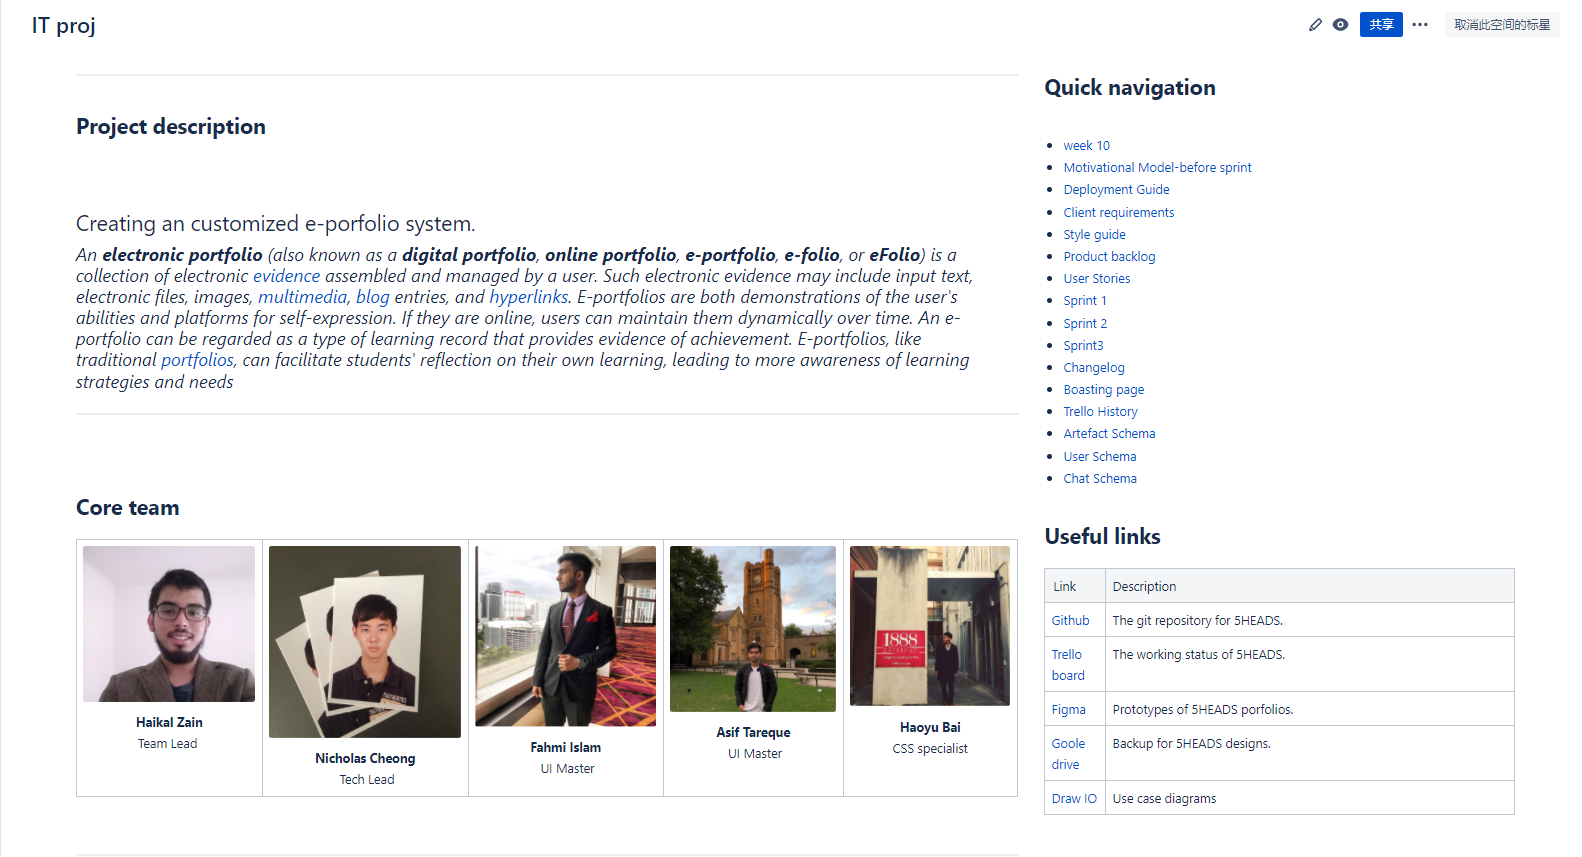 IT proj
共享
取消此空间的标星
Project description
Creating an customized e-porfolio system.
An electronic portfolio (also known as a digital portfolio, online portfolio, e-portfolio, e-folio, or eFolio) is a
collection of electronic evidence assembled and managed by a user. Such electronic evidence may include input text,
electronic files, images, multimedia, blog entries, and hyperlinks. E-portfolios are both demonstrations of the user's
abilities and platforms for self-expression. If they are online, users can maintain them dynamically over time. An e-
portfolio can be regarded as a type of learning record that provides evidence of achievement. E-portfolios, like
traditional portfolios, can facilitate students' reflection on their own learning, leading to more awareness of learning
strategies and needs
Core team
1888
Haikal Zain
Team Lead
Nicholas Cheong
Tech Lead
Fahmi Islam
UI Master
Asif Tareque
UI Master
Haoyu Bai
CSS specialist
Quick navigation
week 10
Motivational Model-before sprint
Deployment Guide
Client requirements
Style guide
Product backlog
User Stories
Sprint 1
Sprint 2
Sprint3
Changelog
Boasting page
Trello History
Artefact Schema
User Schema
Chat Schema
Useful links
Link Description
Github The git repository for 5HEADS.
Trello The working status of 5HEADS.
board
Figma Prototypes of 5HEADS porfolios.
Goole Backup for 5HEADS designs.
drive
Draw IO Use case diagrams